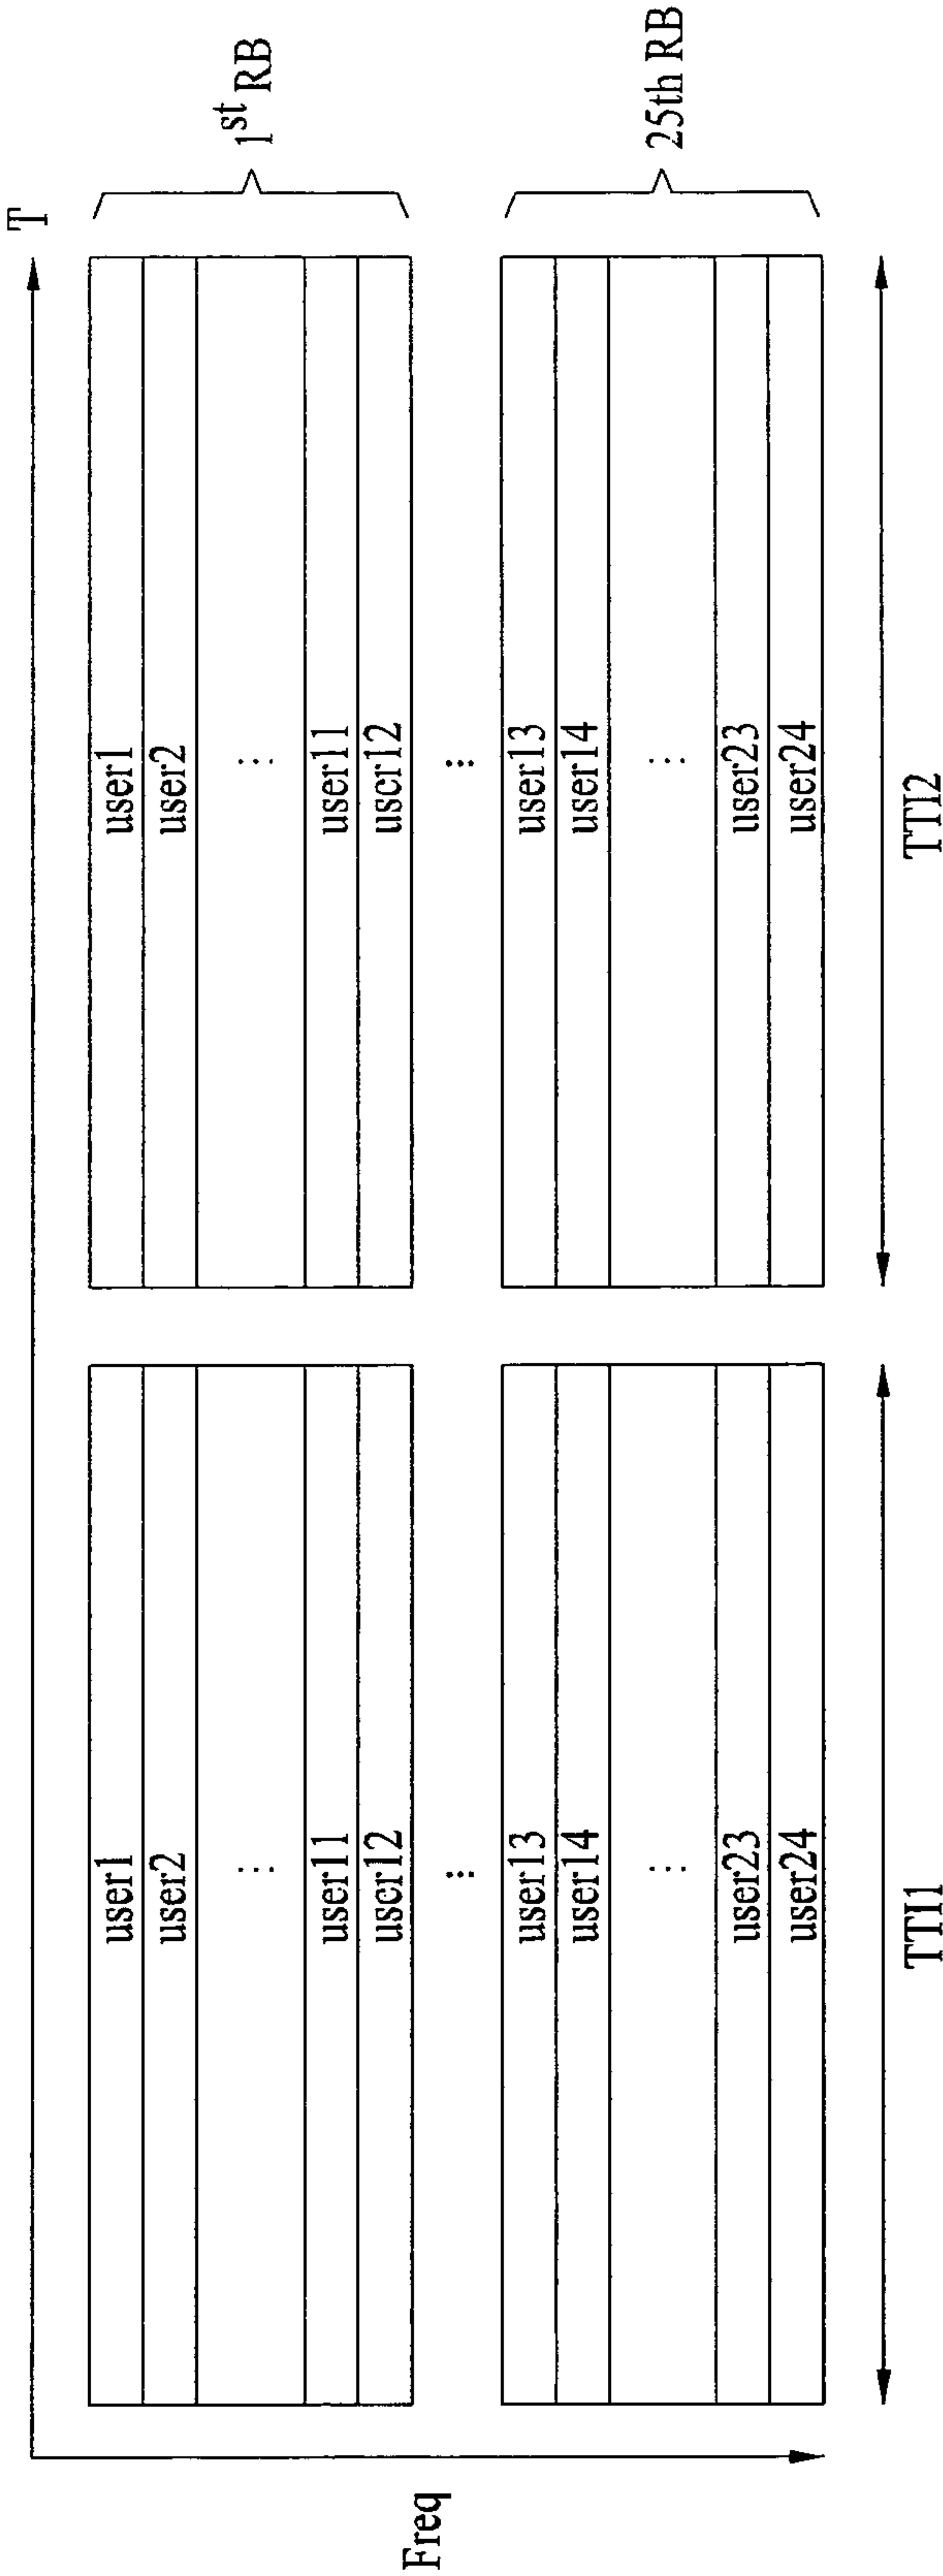 T
user1 user1
user2 user2
⋮ ⋮
1st RB
user11 user11
user12 user12
⋮ ⋮
Freq
user13 user13
user14 user14
⋮ ⋮
25th RB
user23 user23
user24 user24
TTI1 TTI2